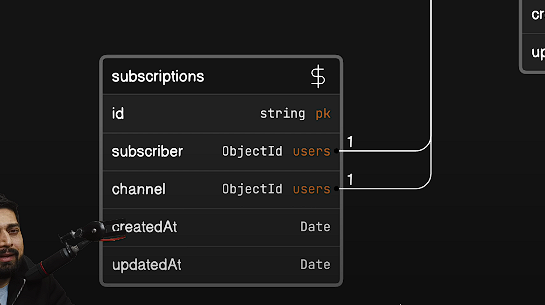 cr
up
subscriptions
id string pk
subscriber ObjectId users 1
channel ObjectId users 1
createdAt Date
updatedAt Date